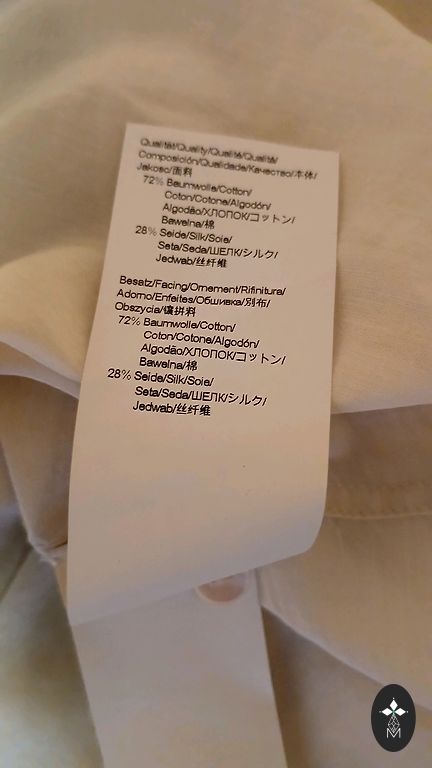 Qualität/Quality/Qualité/Qualità/
Composición/Qualidade/Качество/本体/
Jakość/面料
72% Baumwolle/Cotton/
Coton/Cotone/Algodón/
Algodão/ХЛОПОК/コットン/
Bawełna/棉
28% Seide/Silk/Soie/
Seta/Seda/ШЕЛК/シルク/
Jedwab/丝纤维
Besatz/Facing/Ornement/Rifinitura/
Adorno/Enfeites/Обшивка/別布/
Obszycia/镶拼料
72% Baumwolle/Cotton/
Coton/Cotone/Algodón/
Algodão/ХЛОПОК/コットン/
Bawełna/棉
28% Seide/Silk/Soie/
Seta/Seda/ШЕЛК/シルク/
Jedwab/丝纤维
M